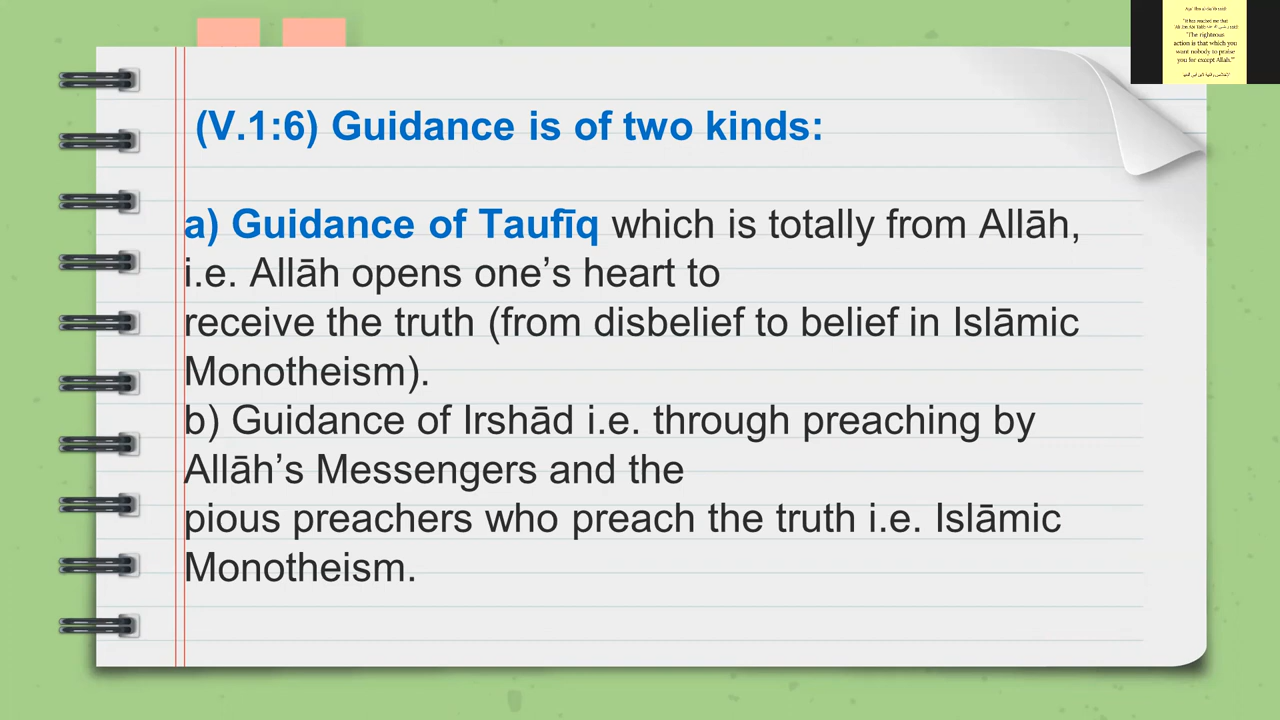 (V.1:6) Guidance is of two kinds:
a) Guidance of Taufīq which is totally from Allāh,
i.e. Allāh opens one’s heart to
receive the truth (from disbelief to belief in Islāmic
Monotheism).
b) Guidance of Irshād i.e. through preaching by
Allāh’s Messengers and the
pious preachers who preach the truth i.e. Islāmic
Monotheism.
"The righteous
action is that which you
want nobody to praise
you for except Allah."